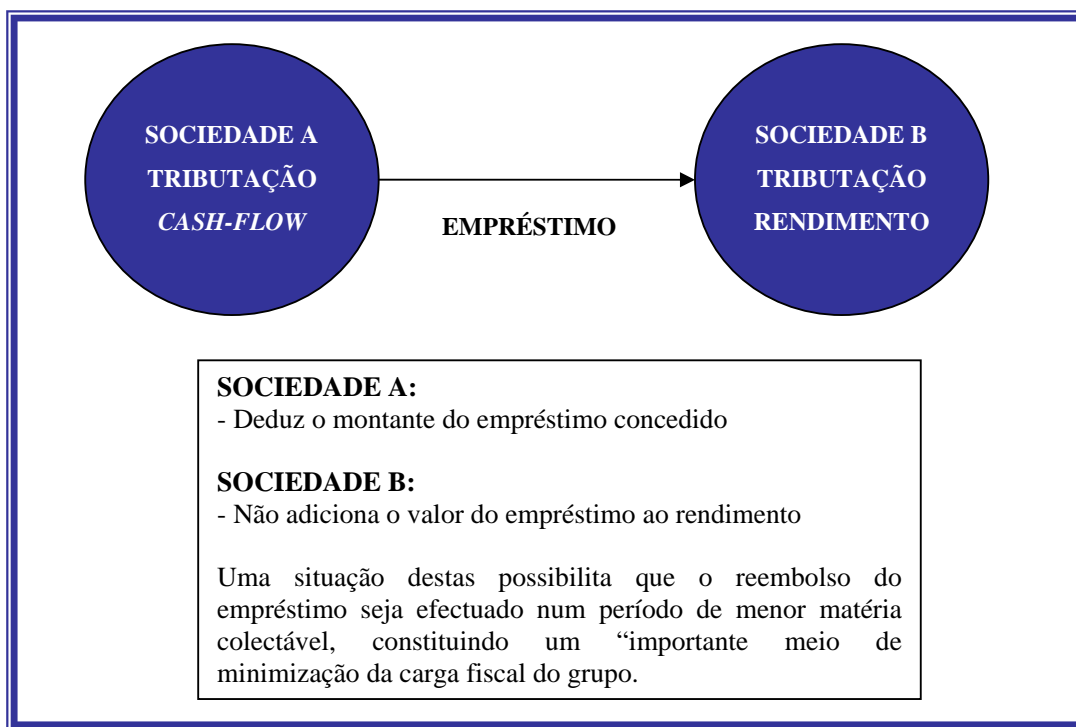 SOCIEDADE A
TRIBUTAÇÃO
CASH-FLOW
EMPRÉSTIMO
SOCIEDADE B
TRIBUTAÇÃO
RENDIMENTO
SOCIEDADE A:
- Deduz o montante do empréstimo concedido
SOCIEDADE B:
- Não adiciona o valor do empréstimo ao rendimento
Uma situação destas possibilita que o reembolso do
empréstimo seja efectuado num período de menor matéria
colectável, constituindo um “importante meio de
minimização da carga fiscal do grupo.